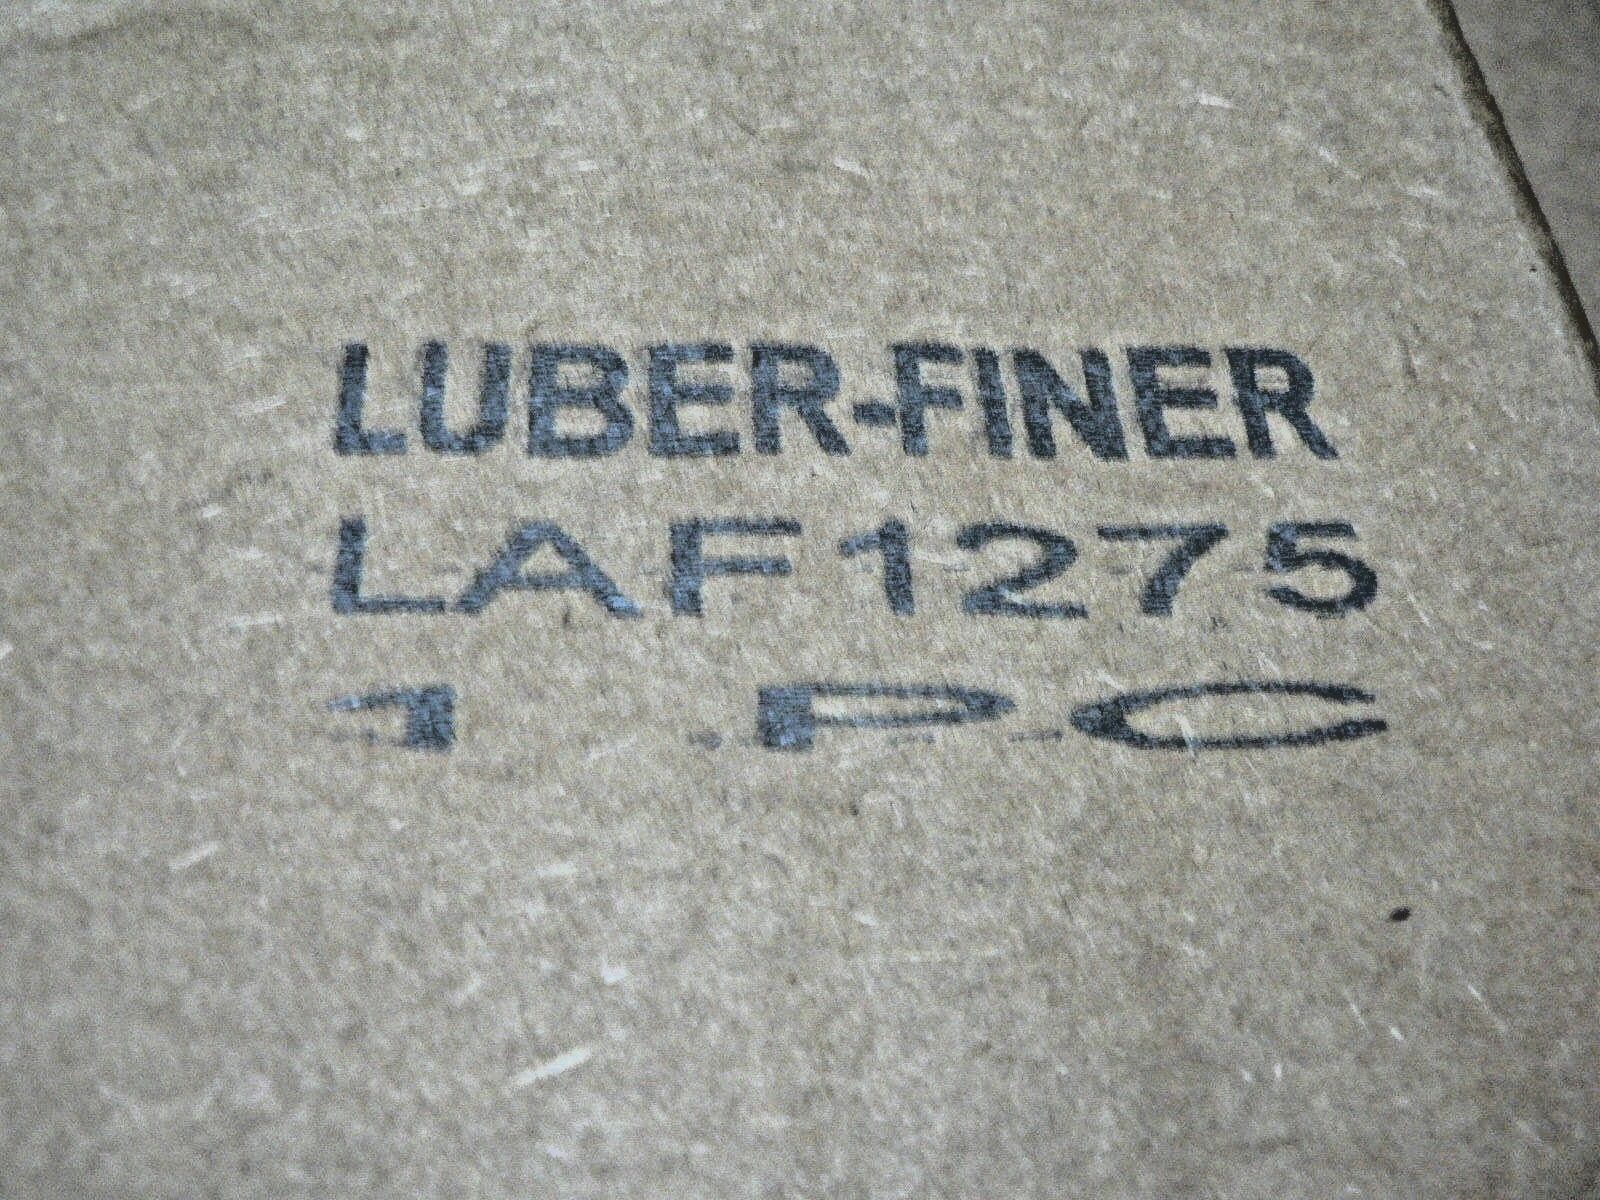 LUBER-FINER
LAF1275
1 PC